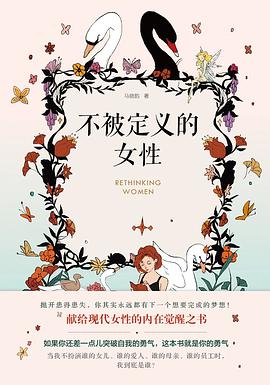 马晓韵 著
不被定义的
女性
RETHINKING
WOMEN
抛开患得患失，你其实永远都有下一个想要完成的梦想！
献给现代女性的内在觉醒之书
如果你还差一点儿突破自我的勇气，这本书就是你的勇气
当我不扮演谁的女儿、谁的爱人、谁的母亲、谁的员工时，
我到底是谁？